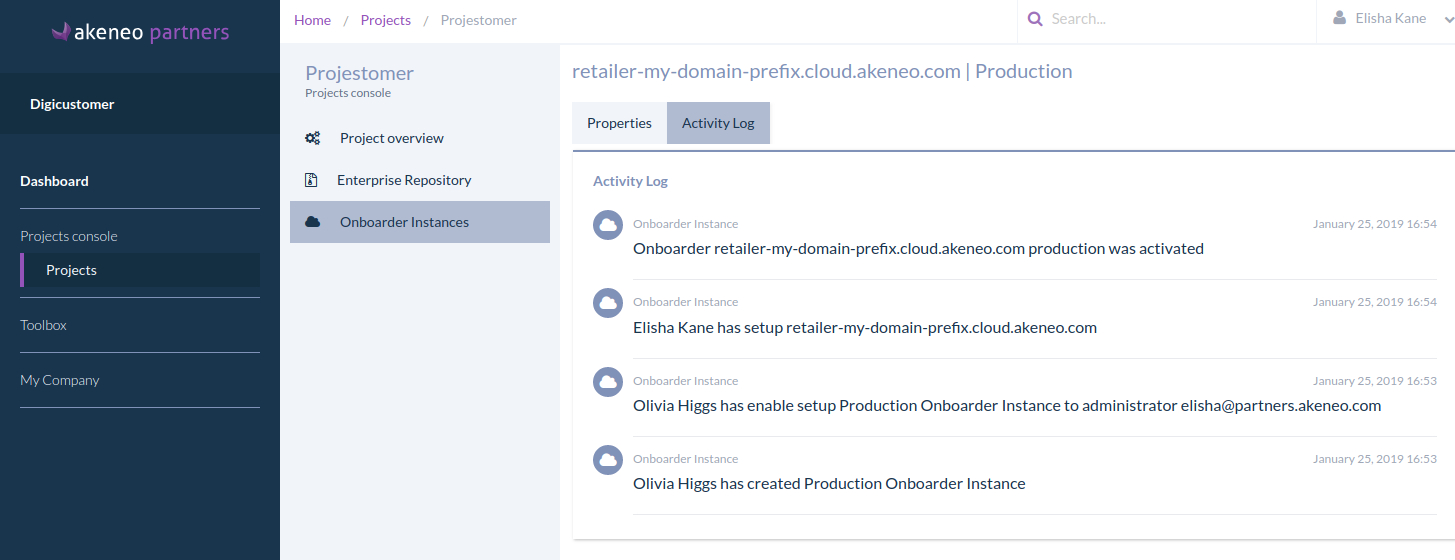 akeneo partners
Home / Projects / Projestomer
Search...
Elisha Kane
Digicustomer
Dashboard
Projects console
Projects
Toolbox
My Company
Projestomer
Projects console
Project overview
Enterprise Repository
Onboarder Instances
retailer-my-domain-prefix.cloud.akeneo.com | Production
Properties
Activity Log
Activity Log
Onboarder Instance
January 25, 2019 16:54
Onboarder retailer-my-domain-prefix.cloud.akeneo.com production was activated
Onboarder Instance
January 25, 2019 16:54
Elisha Kane has setup retailer-my-domain-prefix.cloud.akeneo.com
Onboarder Instance
January 25, 2019 16:53
Olivia Higgs has enable setup Production Onboarder Instance to administrator elisha@partners.akeneo.com
Onboarder Instance
January 25, 2019 16:53
Olivia Higgs has created Production Onboarder Instance